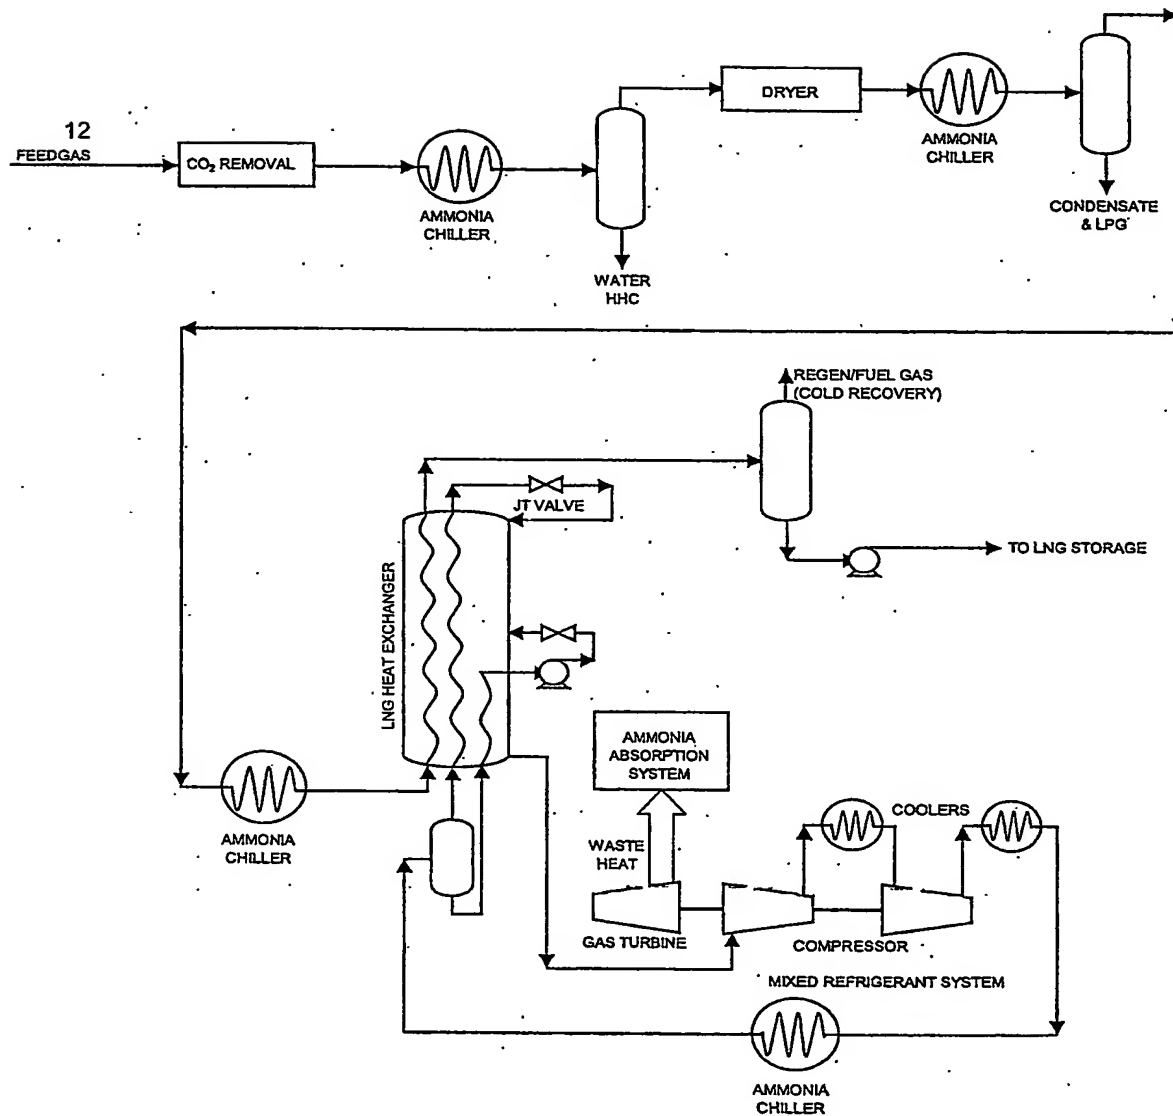 12
FEEDGAS
CO₂ REMOVAL
AMMONIA
CHILLER
WATER
HHC
DRYER
AMMONIA
CHILLER
CONDENSATE
& LPG
REGEN/FUEL GAS
(COLD RECOVERY)
JT VALVE
TO LNG STORAGE
LNG HEAT EXCHANGER
AMMONIA
ABSORPTION
SYSTEM
AMMONIA
CHILLER
WASTE
HEAT
COOLERS
GAS TURBINE
COMPRESSOR
MIXED REFRIGERANT SYSTEM
AMMONIA
CHILLER